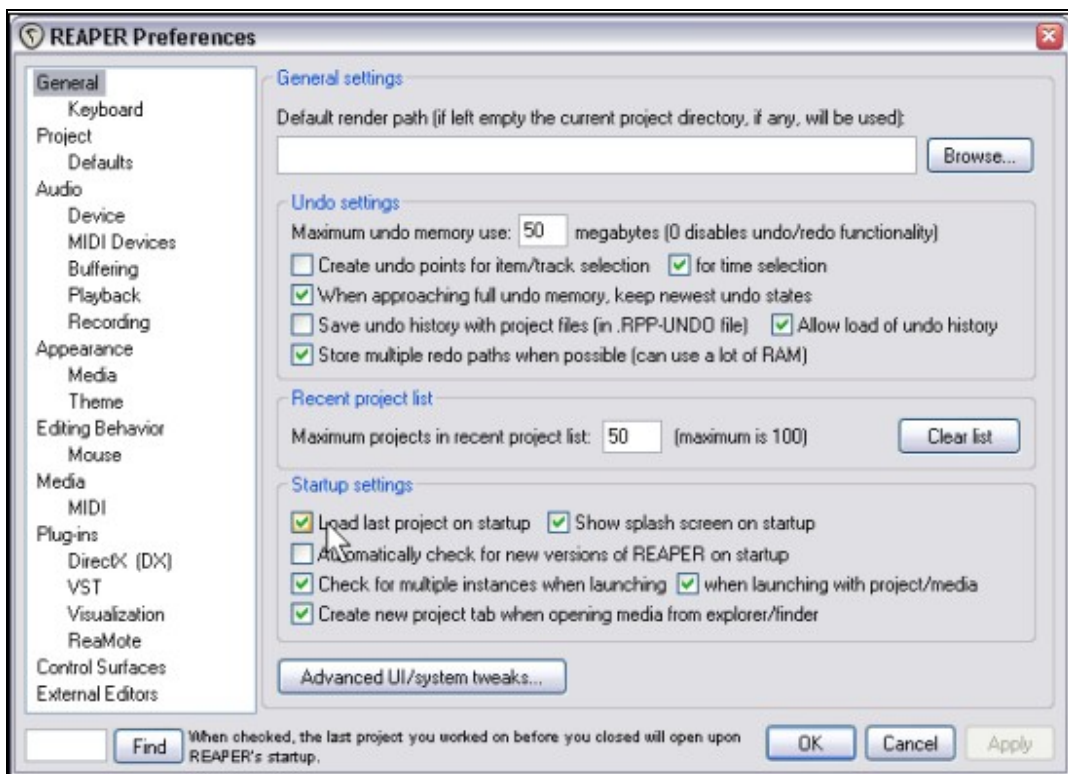 REAPER Preferences
General
Keyboard
Project
Defaults
Audio
Device
MIDI Devices
Buffering
Playback
Recording
Appearance
Media
Theme
Editing Behavior
Mouse
Media
MIDI
Plug-ins
DirectX (DX)
VST
Visualization
ReaMote
Control Surfaces
External Editors
General settings
Default render path (if left empty the current project directory, if any, will be used):
Browse...
Undo settings
Maximum undo memory use: 50 megabytes (0 disables undo/redo functionality)
Create undo points for item/track selection for time selection
When approaching full undo memory, keep newest undo states
Save undo history with project files (in .RPP-UNDO file) Allow load of undo history
Store multiple redo paths when possible (can use a lot of RAM)
Recent project list
Maximum projects in recent project list: 50 (maximum is 100) Clear list
Startup settings
Load last project on startup Show splash screen on startup
Automatically check for new versions of REAPER on startup
Check for multiple instances when launching when launching with project/media
Create new project tab when opening media from explorer/finder
Advanced UI/system tweaks...
Find When checked, the last project you worked on before you closed will open upon
REAPER's startup.
OK Cancel Apply